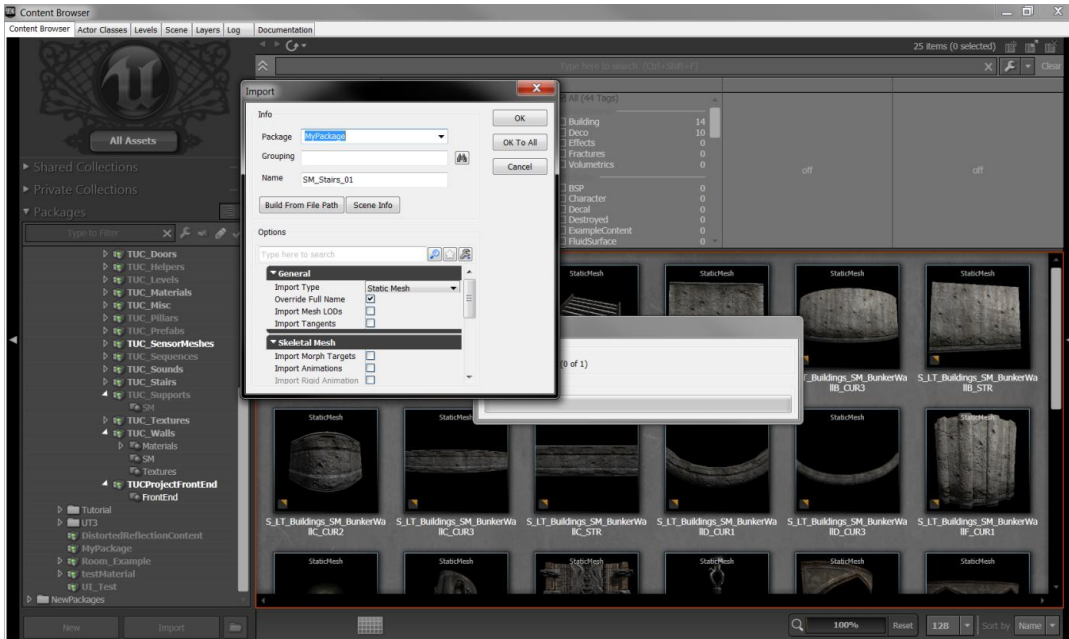 Content Browser
Content Browser Actor Classes Levels Scene Layers Log Documentation
25 items (0 selected)
Type here to search (Ctrl+Shift+F)
Clear
All Assets
Shared Collections
Private Collections
Packages
Type to Filter
TUC_Doors
TUC_Helpers
TUC_Levels
TUC_Materials
TUC_Misc
TUC_Pillars
TUC_Prefabs
TUC_SensorMeshes
TUC_Sequences
TUC_Sounds
TUC_Stairs
TUC_Supports
SM
TUC_Textures
TUC_Walls
Materials
SM
Textures
TUCProjectFrontEnd
FrontEnd
Tutorial
UT3
DistortedReflectionContent
MyPackage
Room_Example
testMaterial
UI_Test
NewPackages
New Import
Import
Info
Package MyPackage
Grouping
Name SM_Stairs_01
Build From File Path Scene Info
OK
OK To All
Cancel
Options
Type here to search
General
Import Type Static Mesh
Override Full Name
Import Mesh LODs
Import Tangents
Skeletal Mesh
Import Morph Targets
Import Animations
Import Rigid Animation
All (44 Tags)
Building 14
Deco 10
Effects 0
Fractures 0
Volumetrics 0
BSP 0
Character 0
Decal 0
Destroyed 0
ExampleContent 0
FluidSurface 0
off off
(0 of 1)
StaticMesh StaticMesh StaticMesh StaticMesh
T_Buildings_SM_BunkerWa S_LT_Buildings_SM_BunkerWa
llB_CUR3 llB_STR
StaticMesh StaticMesh StaticMesh StaticMesh
S_LT_Buildings_SM_BunkerWa S_LT_Buildings_SM_BunkerWa S_LT_Buildings_SM_BunkerWa S_LT_Buildings_SM_BunkerWa S_LT_Buildings_SM_BunkerWa S_LT_Buildings_SM_BunkerWa
llC_CUR2 llC_CUR3 llC_STR llD_CUR1 llD_CUR3 llF_CUR1
StaticMesh StaticMesh StaticMesh StaticMesh StaticMesh StaticMesh
100% Reset 128 Sort by Name